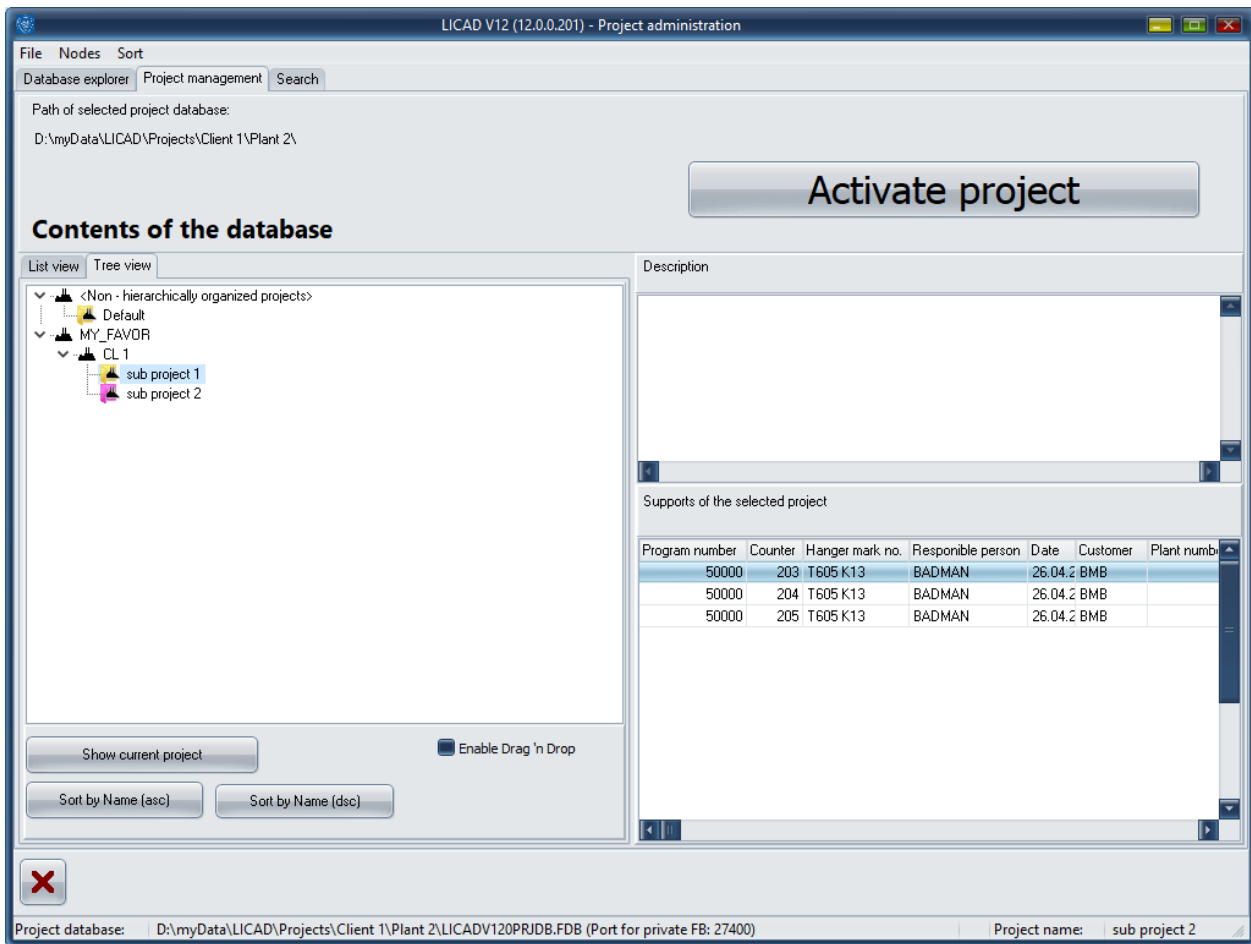 LICAD V12 (12.0.0.201) - Project administration
File Nodes Sort
Database explorer Project management Search
Path of selected project database:
D:\myData\LICAD\Projects\Client 1\Plant 2\
Activate project
Contents of the database
List view Tree view
<Non - hierarchically organized projects>
Default
MY_FAVOR
CL 1
sub project 1
sub project 2
Show current project
Enable Drag 'n Drop
Sort by Name (asc) Sort by Name (dsc)
Description
Supports of the selected project
Program number Counter Hanger mark no. Responible person Date Customer Plant numb
50000 203 T605 K13 BADMAN 26.04.2 BMB
50000 204 T605 K13 BADMAN 26.04.2 BMB
50000 205 T605 K13 BADMAN 26.04.2 BMB
Project database: D:\myData\LICAD\Projects\Client 1\Plant 2\LICADV120PRJDB.FDB (Port for private FB: 27400) Project name: sub project 2